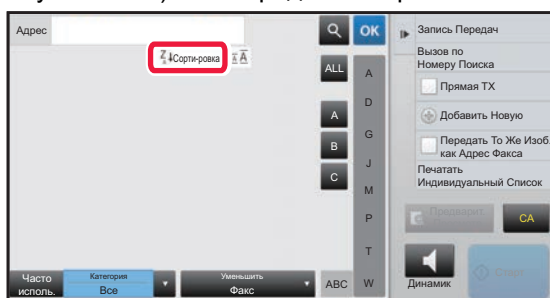 Адрес
OK
Запись Передач
Сорти-ровка
Вызов по
Номеру Поиска
ALL
A
Прямая TX
D
A
Добавить Новую
G
B
Передать То Же Изоб.
как Адрес Факса
J
C
Печатать
Индивидуальный Список
M
P
CA
T
Часто
использ.
Категория
Все
Уменьшить
Факс
ABC
W
Динамик
Старт